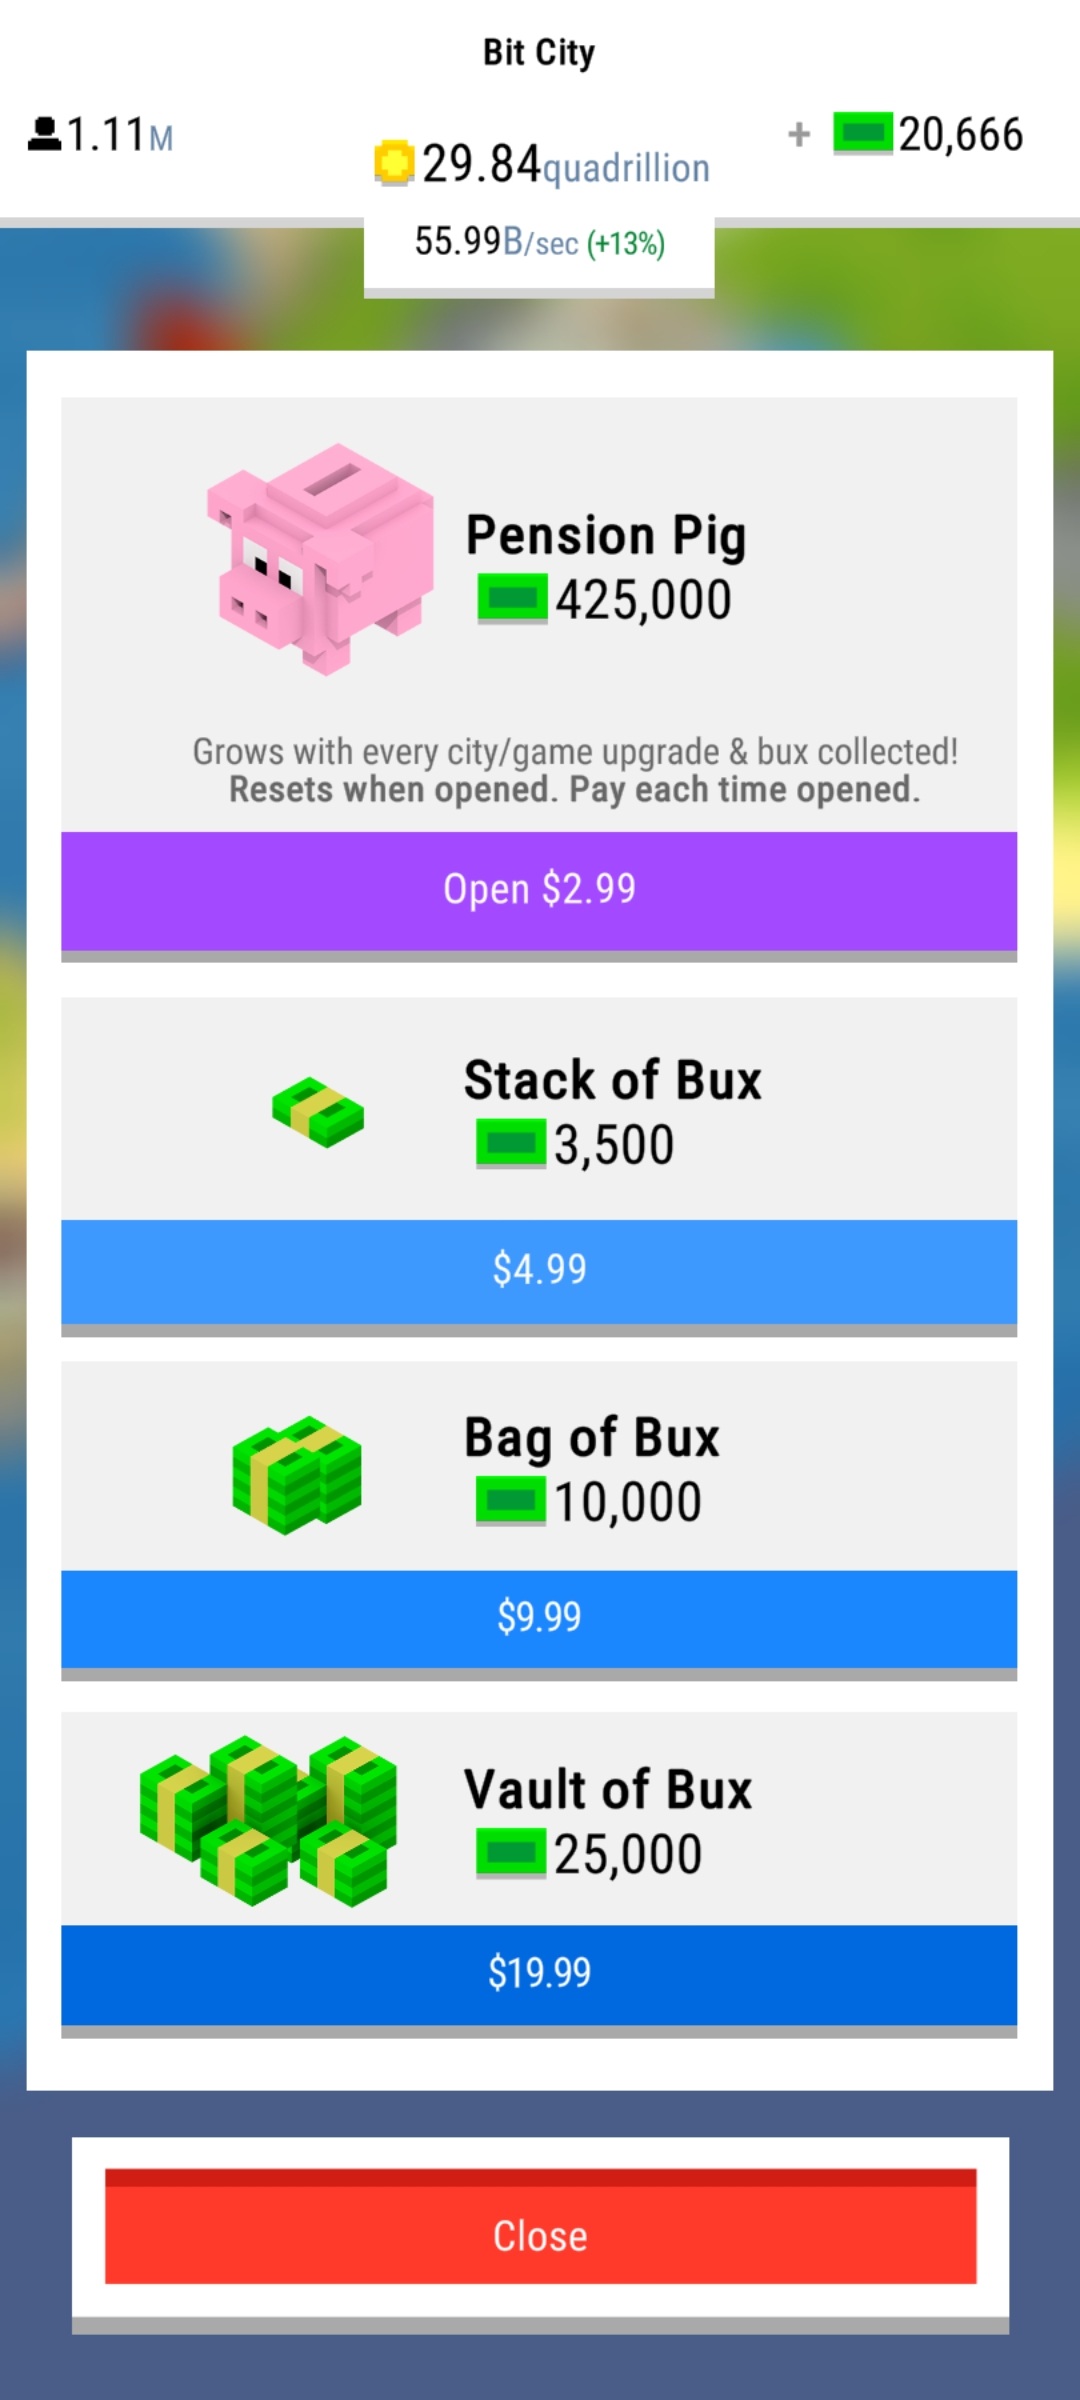 Bit City
1.11M
29.84quadrillion
+ 20,666
55.99B/sec (+13%)
Pension Pig
425,000
Grows with every city/game upgrade & bux collected!
Resets when opened. Pay each time opened.
Open $2.99
Stack of Bux
3,500
$4.99
Bag of Bux
10,000
$9.99
Vault of Bux
25,000
$19.99
Close